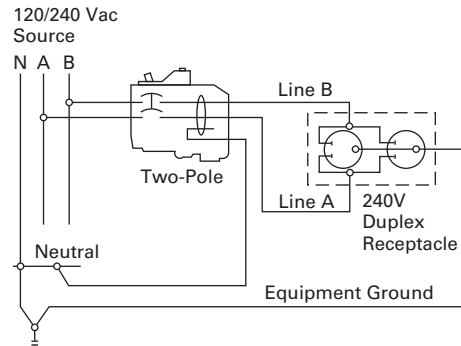 120/240 Vac
Source
N A B
Line B
Two-Pole
Line A
240V
Duplex
Receptacle
Neutral
Equipment Ground